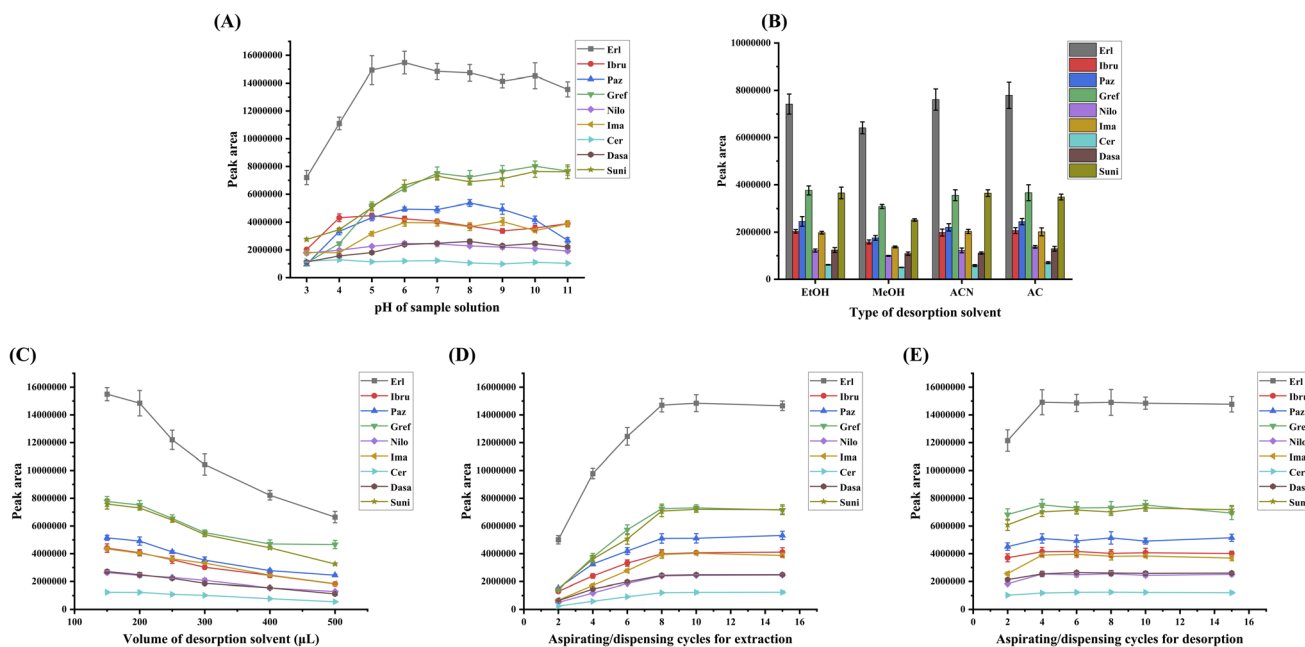 (A)
16000000
14000000
12000000
10000000
8000000
6000000
4000000
2000000
0
Peak area
3 4 5 6 7 8 9 10 11
pH of sample solution
Erl
Ibru
Paz
Gref
Nilo
Ima
Cer
Dasa
Suni
(B)
10000000
8000000
6000000
4000000
2000000
0
Peak area
EtOH MeOH ACN AC
Type of desorption solvent
Erl
Ibru
Paz
Gref
Nilo
Ima
Cer
Dasa
Suni
(C)
16000000
14000000
12000000
10000000
8000000
6000000
4000000
2000000
0
Peak area
100 200 300 400 500
Volume of desorption solvent (µL)
Erl
Ibru
Paz
Gref
Nilo
Ima
Cer
Dasa
Suni
(D)
16000000
14000000
12000000
10000000
8000000
6000000
4000000
2000000
0
Peak area
0 2 4 6 8 10 12 14 16
Aspirating/dispensing cycles for extraction
Erl
Ibru
Paz
Gref
Nilo
Ima
Cer
Dasa
Suni
(E)
16000000
14000000
12000000
10000000
8000000
6000000
4000000
2000000
0
Peak area
0 2 4 6 8 10 12 14 16
Aspirating/dispensing cycles for desorption
Erl
Ibru
Paz
Gref
Nilo
Ima
Cer
Dasa
Suni